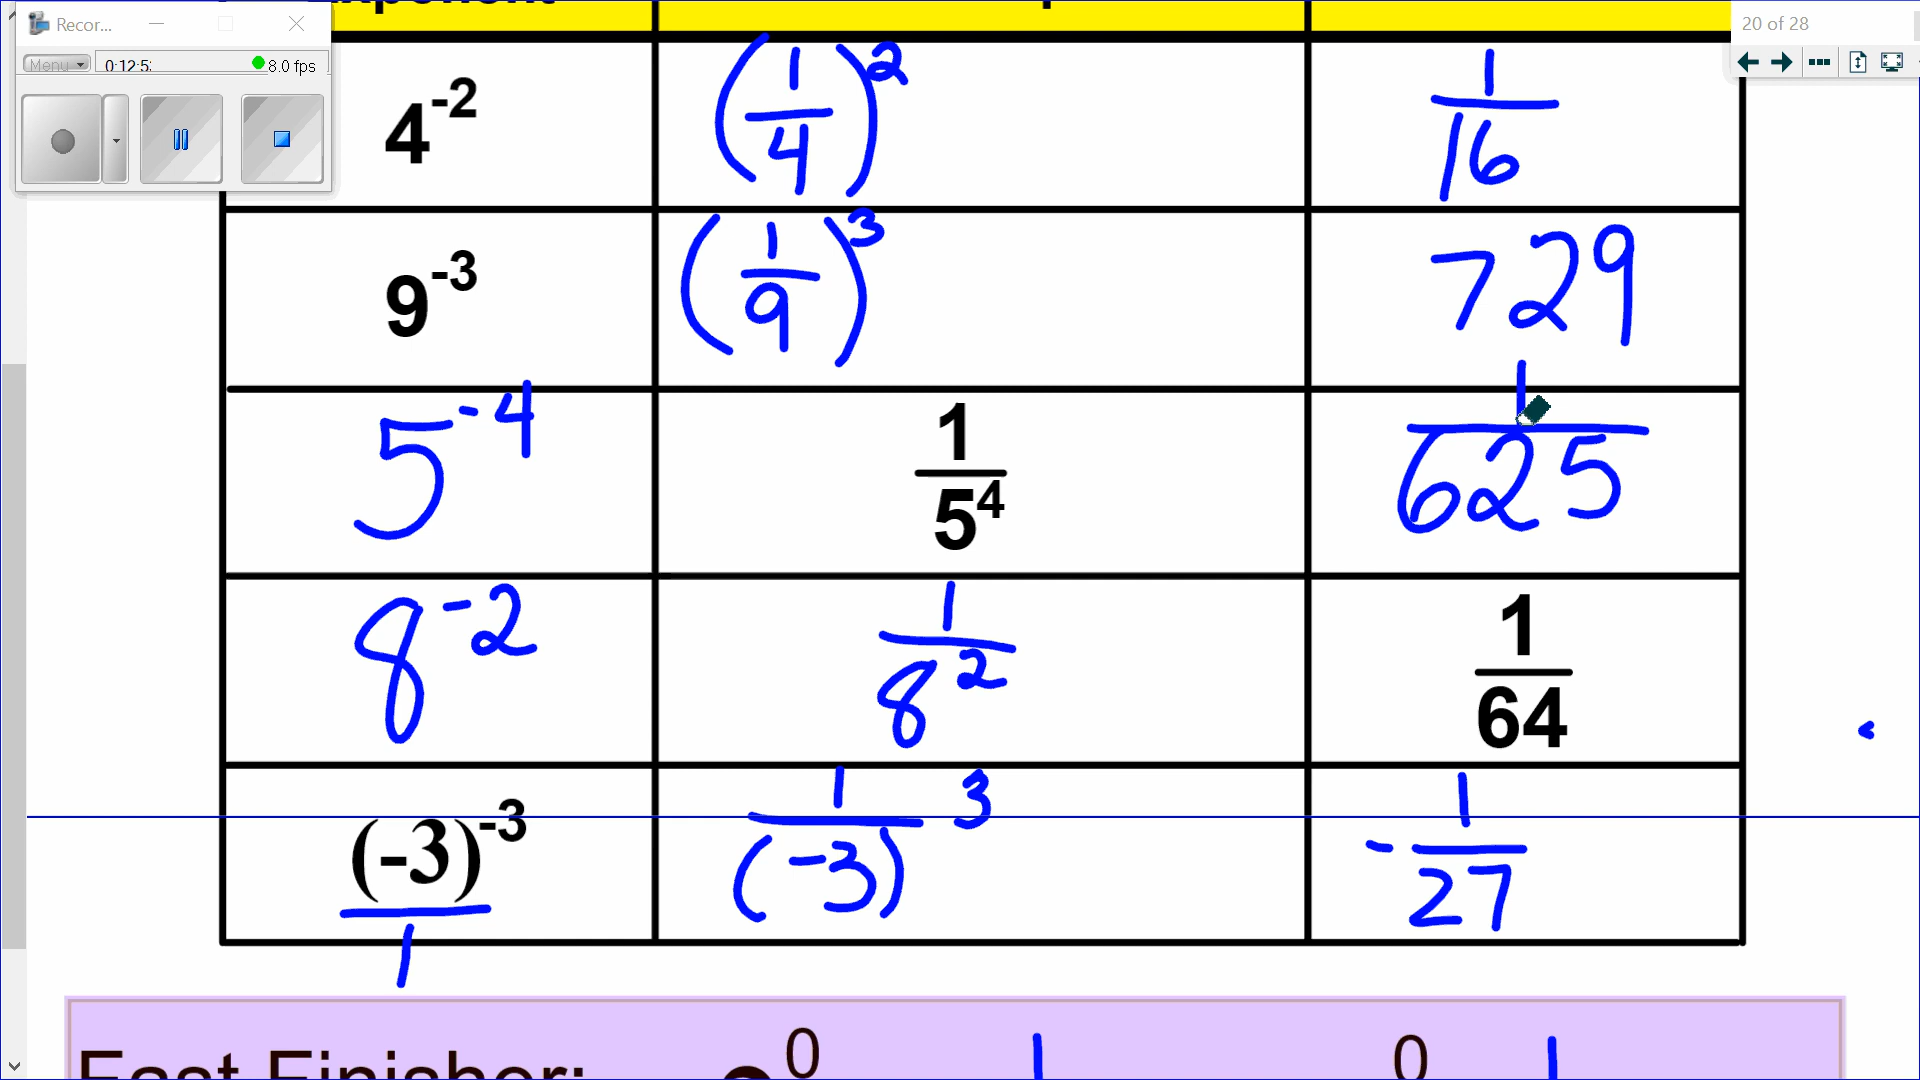 Recor...
Menu
0:12:5
8.0 fps
20 of 28
4^-2 (1/4)^2 1/16
9^-3 (1/9)^3 729
5^-4 1/5^4 1/625
8^-2 1/8^2 1/64
(-3)^-3/1 1/(-3)^3 -1/27
Fast Finisher: 0 1 0 1